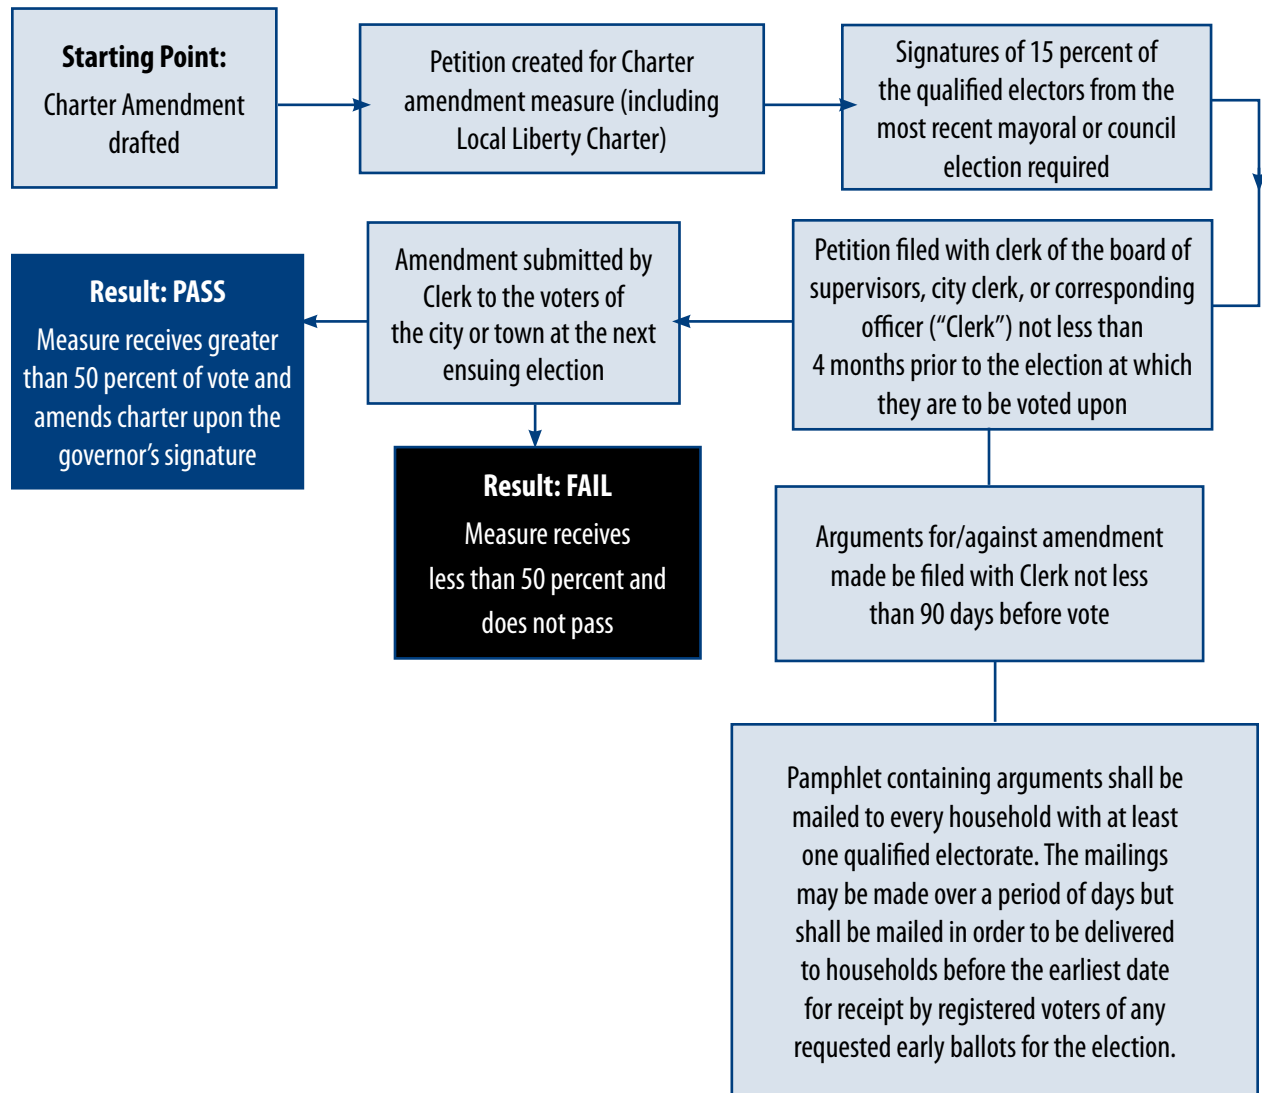 Starting Point:
Charter Amendment
drafted
Petition created for Charter
amendment measure (including
Local Liberty Charter)
Signatures of 15 percent of
the qualified electors from the
most recent mayoral or council
election required
Petition filed with clerk of the board of
supervisors, city clerk, or corresponding
officer (“Clerk”) not less than
4 months prior to the election at which
they are to be voted upon
Amendment submitted by
Clerk to the voters of
the city or town at the next
ensuing election
Result: PASS
Measure receives greater
than 50 percent of vote and
amends charter upon the
governor’s signature
Result: FAIL
Measure receives
less than 50 percent and
does not pass
Arguments for/against amendment
made be filed with Clerk not less
than 90 days before vote
Pamphlet containing arguments shall be
mailed to every household with at least
one qualified electorate. The mailings
may be made over a period of days but
shall be mailed in order to be delivered
to households before the earliest date
for receipt by registered voters of any
requested early ballots for the election.